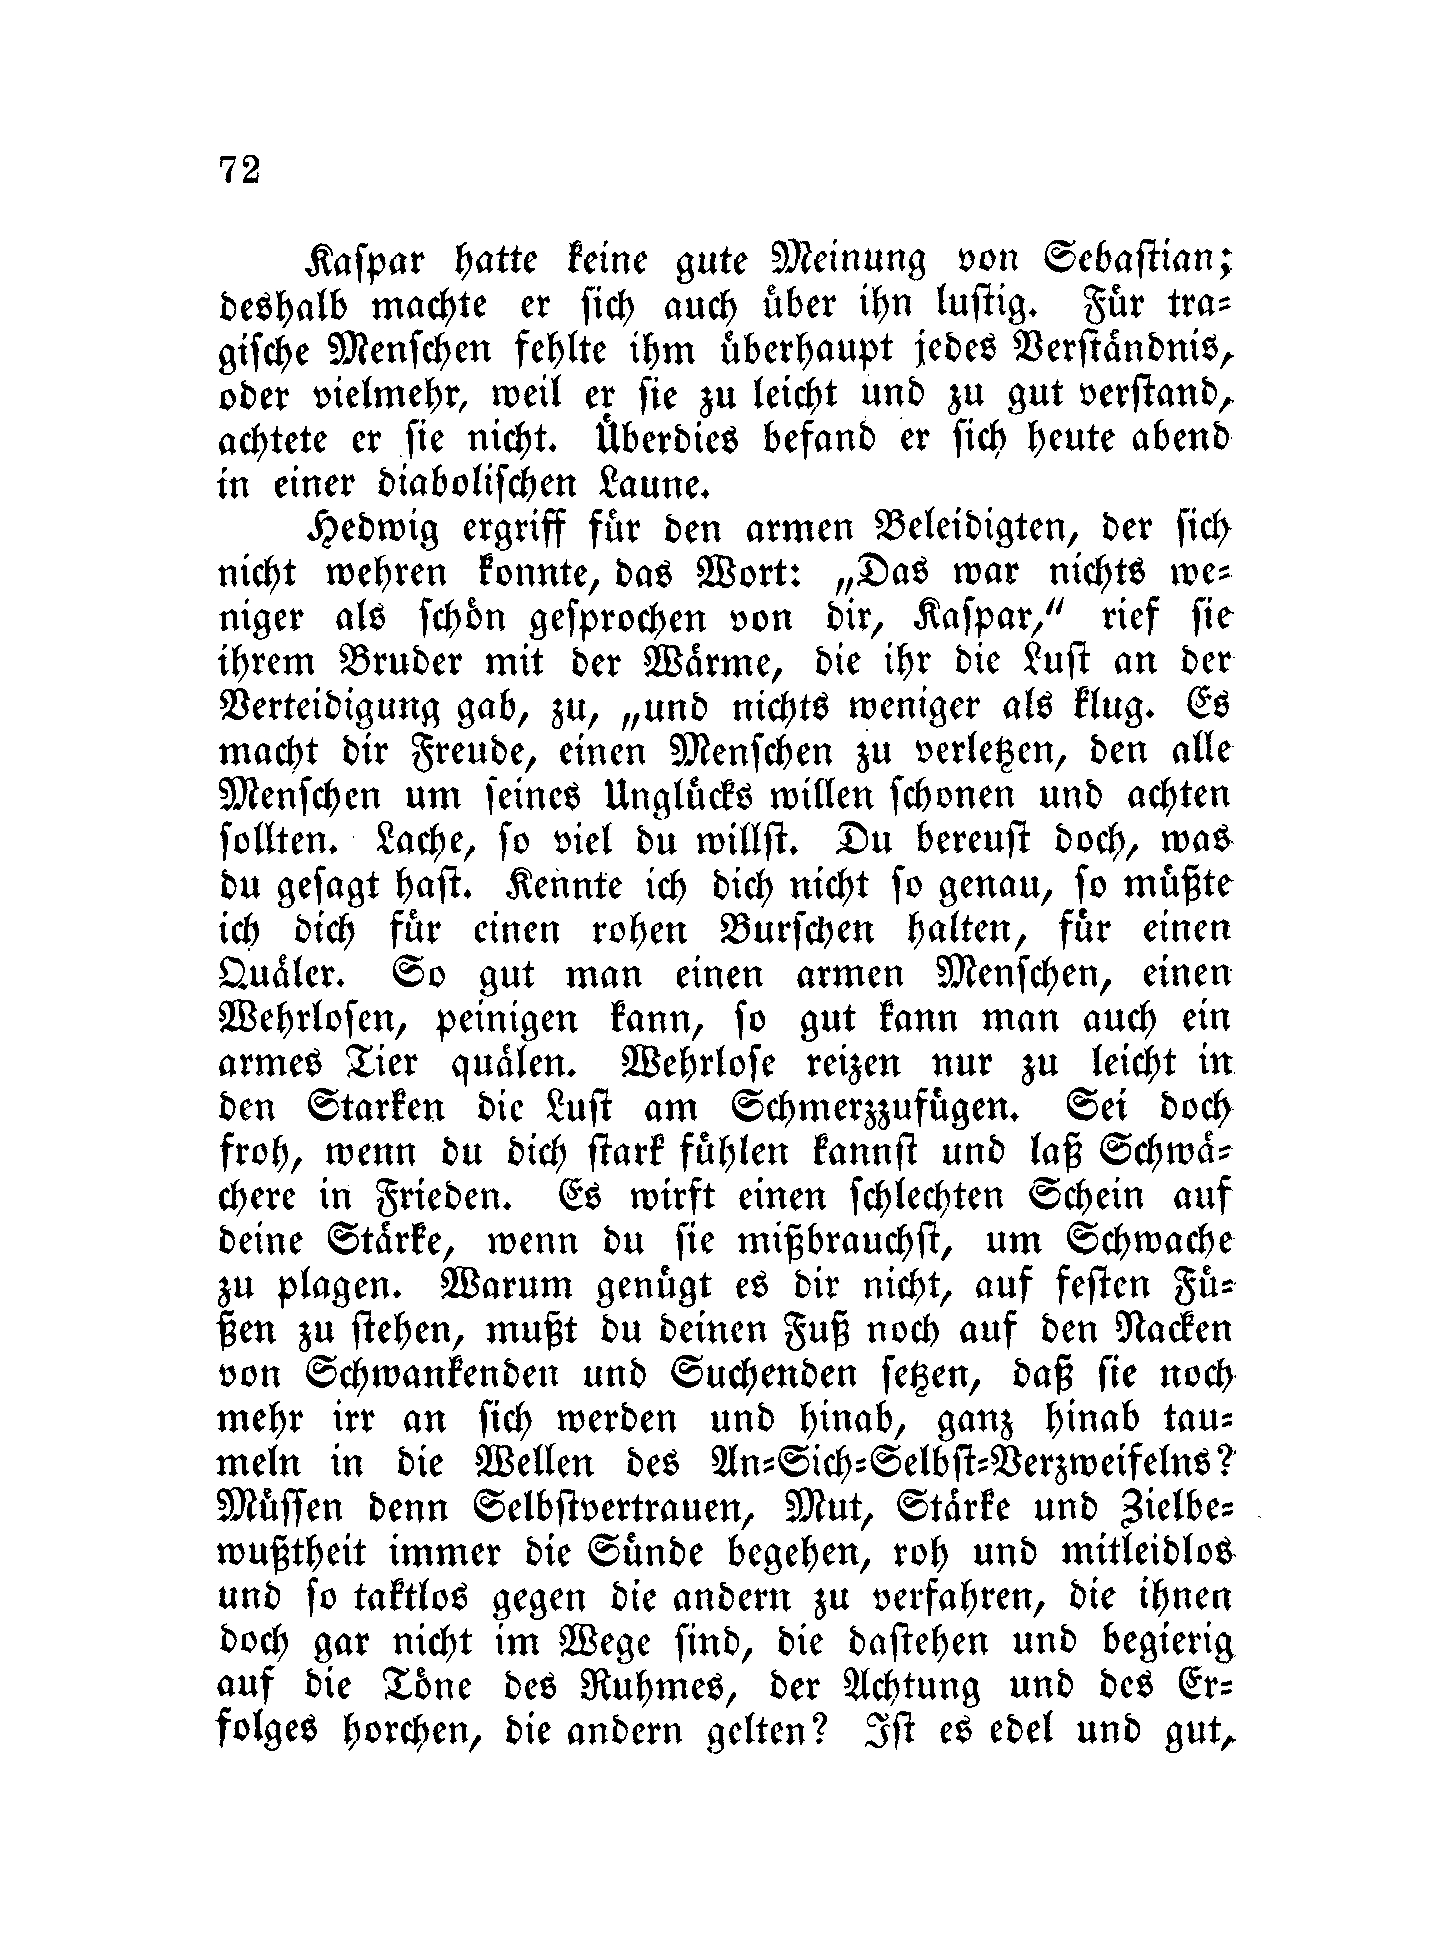 72
Kaspar hatte keine gute Meinung von Sebastian;
deshalb machte er sich auch über ihn lustig. Für tra-
gische Menschen fehlte ihm überhaupt jedes Verständnis,
oder vielmehr, weil er sie zu leicht und zu gut verstand,
achtete er sie nicht. Überdies befand er sich heute abend
in einer diabolischen Laune.
Hedwig ergriff für den armen Beleidigten, der sich
nicht wehren konnte, das Wort: „Das war nichts we-
niger als schön gesprochen von dir, Kaspar,“ rief sie
ihrem Bruder mit der Wärme, die ihr die Lust an der
Verteidigung gab, zu, „und nichts weniger als klug. Es
macht dir Freude, einen Menschen zu verletzen, den alle
Menschen um seines Unglücks willen schonen und achten
sollten. Lache, so viel du willst. Du bereust doch, was
du gesagt hast. Kennte ich dich nicht so genau, so müßte
ich dich für einen rohen Burschen halten, für einen
Quäler. So gut man einen armen Menschen, einen
Wehrlosen, peinigen kann, so gut kann man auch ein
armes Tier quälen. Wehrlose reizen nur zu leicht in
den Starken die Lust am Schmerzzufügen. Sei doch
froh, wenn du dich stark fühlen kannst und laß Schwä-
chere in Frieden. Es wirft einen schlechten Schein auf
deine Stärke, wenn du sie mißbrauchst, um Schwache
zu plagen. Warum genügt es dir nicht, auf festen Fü-
ßen zu stehen, mußt du deinen Fuß noch auf den Nacken
von Schwankenden und Suchenden setzen, daß sie noch
mehr irr an sich werden und hinab, ganz hinab tau-
meln in die Wellen des An-Sich-Selbst-Verzweifelns?
Müssen denn Selbstvertrauen, Mut, Stärke und Zielbe-
wußtheit immer die Sünde begehen, roh und mitleidlos
und so taktlos gegen die andern zu verfahren, die ihnen
doch gar nicht im Wege sind, die dastehen und begierig
auf die Töne des Ruhmes, der Achtung und des Er-
folges horchen, die andern gelten? Ist es edel und gut,